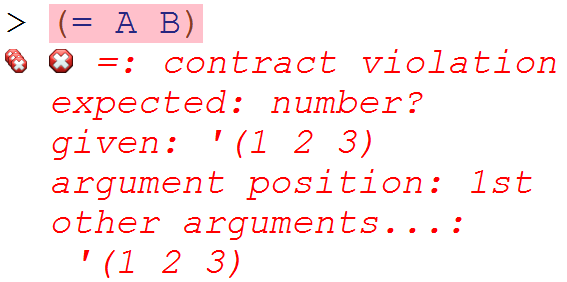 > (= A B)
=: contract violation
expected: number?
given: '(1 2 3)
argument position: 1st
other arguments...:
'(1 2 3)